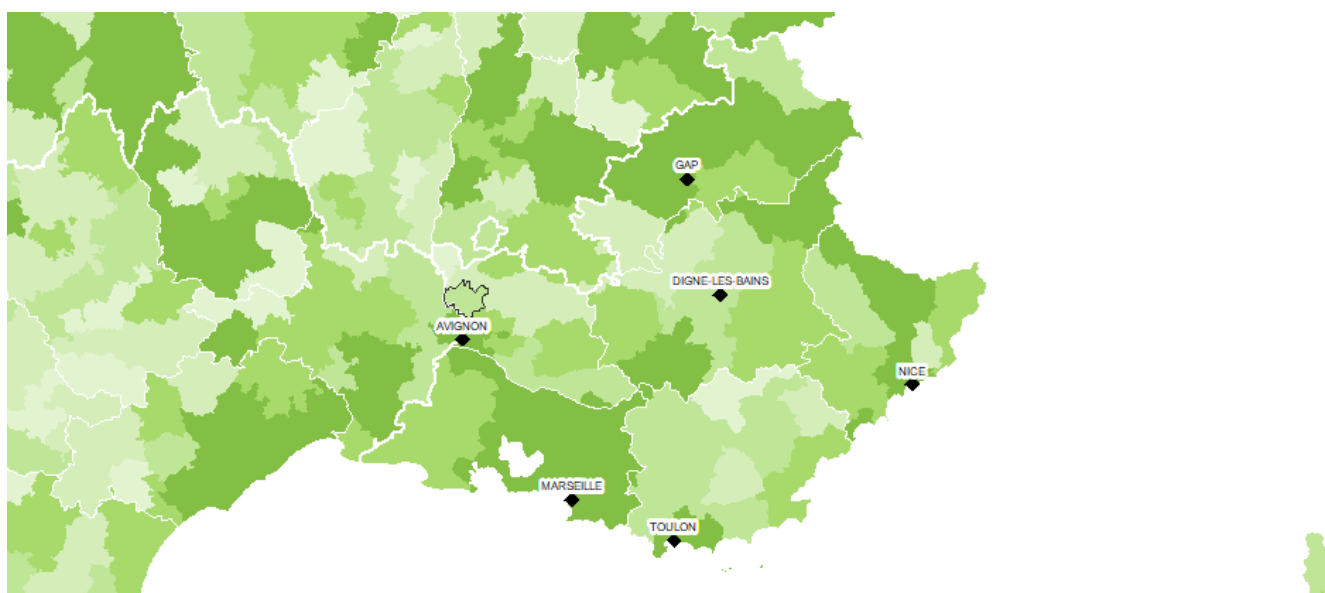 GAP
DIGNE-LES-BAINS
AVIGNON
NICE
MARSEILLE
TOULON